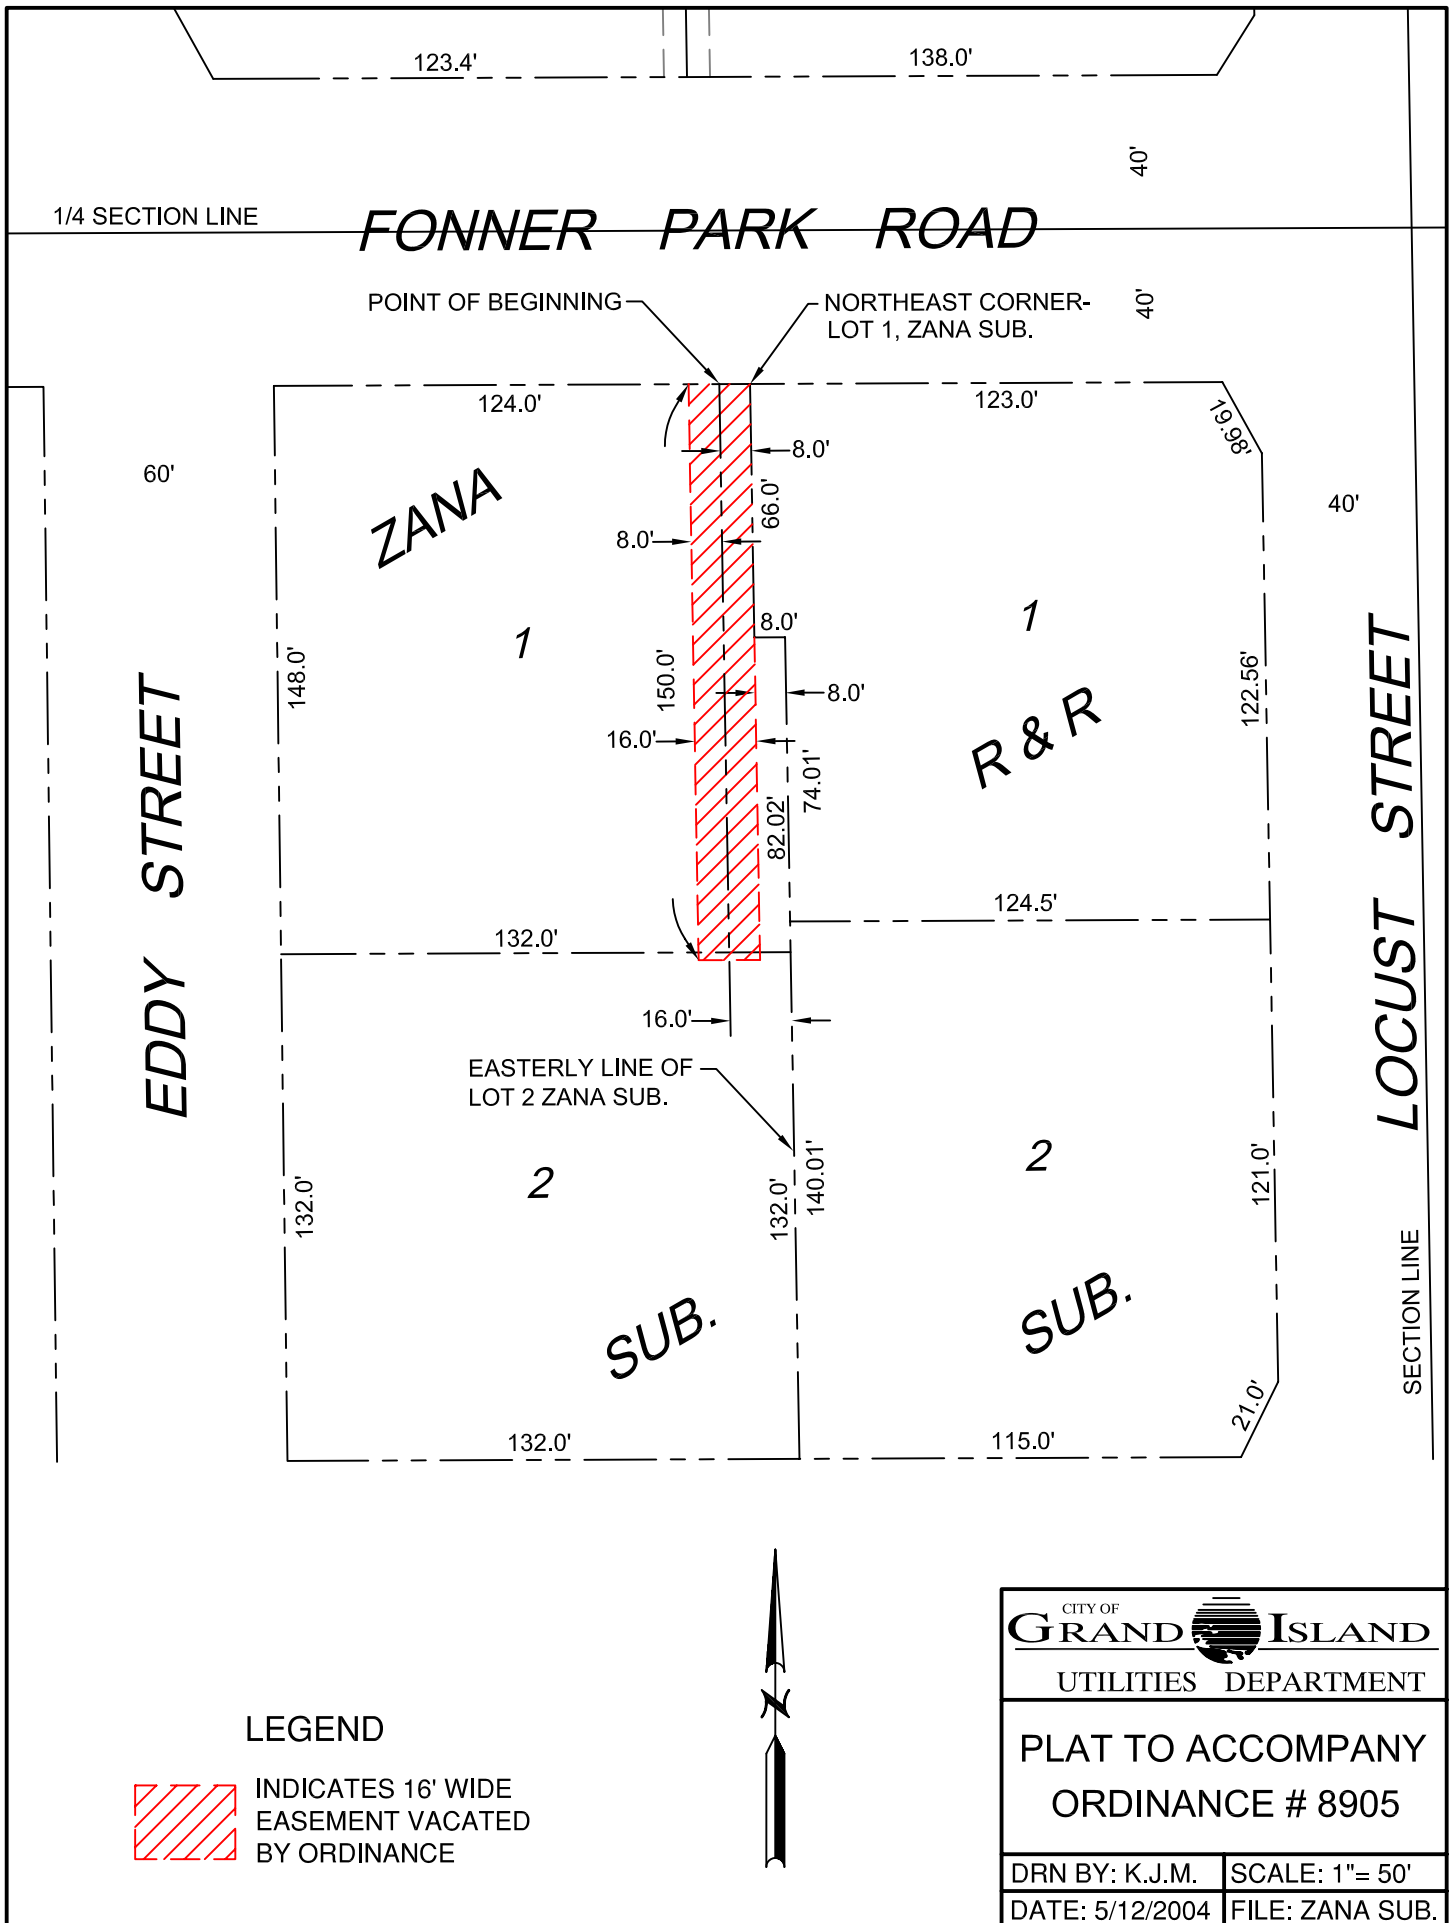 123.4'
138.0'
40'
1/4 SECTION LINE
FONNER PARK ROAD
POINT OF BEGINNING
NORTHEAST CORNER-
LOT 1, ZANA SUB.
40'
124.0'
123.0'
19.98'
60'
8.0'
66.0'
40'
ZANA
8.0'
1
8.0'
1
148.0'
150.0'
8.0'
122.56'
16.0'
74.01'
82.02'
R & R
EDDY STREET
LOCUST STREET
132.0'
124.5'
16.0'
EASTERLY LINE OF
LOT 2 ZANA SUB.
2
2
132.0'
132.0'
140.01'
121.0'
SECTION LINE
SUB.
SUB.
21.0'
132.0'
115.0'
N
LEGEND
INDICATES 16' WIDE
EASEMENT VACATED
BY ORDINANCE
CITY OF
GRAND ISLAND
UTILITIES DEPARTMENT
PLAT TO ACCOMPANY
ORDINANCE # 8905
DRN BY: K.J.M.
SCALE: 1"= 50'
DATE: 5/12/2004
FILE: ZANA SUB.